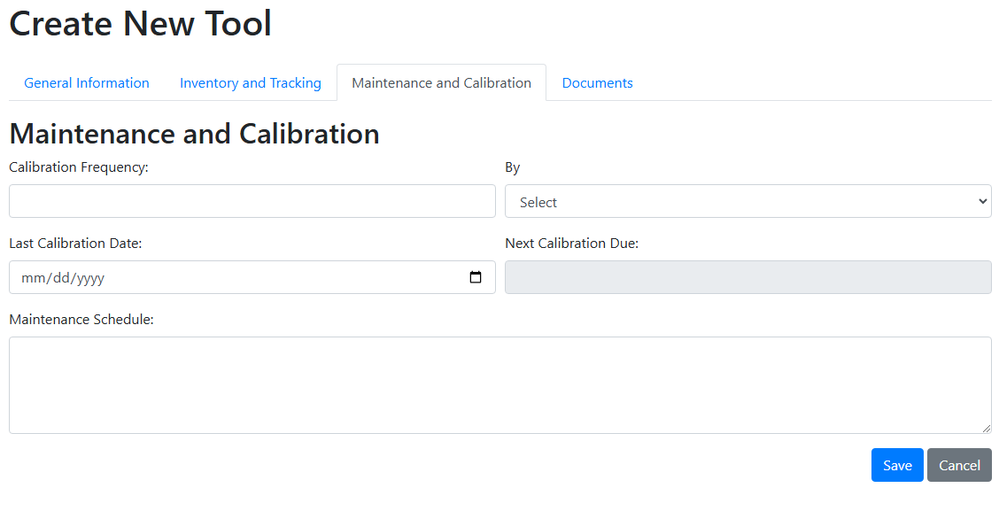 Create New Tool
General Information Inventory and Tracking Maintenance and Calibration Documents
Maintenance and Calibration
Calibration Frequency: By
Select
Last Calibration Date: Next Calibration Due:
mm/dd/yyyy
Maintenance Schedule:
Save Cancel